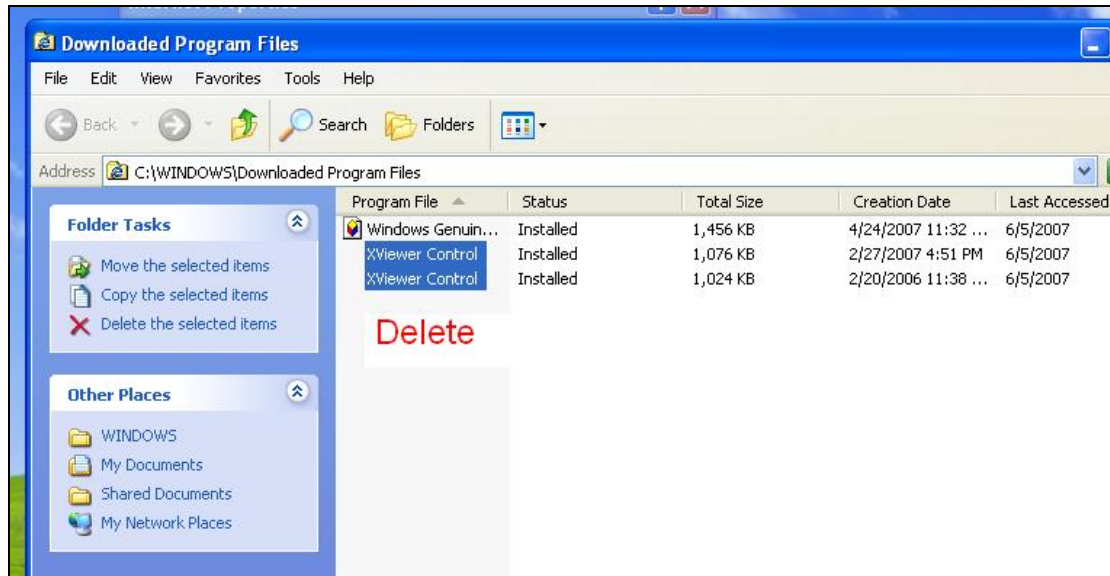 Downloaded Program Files
File Edit View Favorites Tools Help
Back Search Folders
Address C:\WINDOWS\Downloaded Program Files
Folder Tasks
Move the selected items
Copy the selected items
Delete the selected items
Other Places
WINDOWS
My Documents
Shared Documents
My Network Places
Program File Status Total Size Creation Date Last Accessed
Windows Genuin... Installed 1,456 KB 4/24/2007 11:32 ... 6/5/2007
XViewer Control Installed 1,076 KB 2/27/2007 4:51 PM 6/5/2007
XViewer Control Installed 1,024 KB 2/20/2006 11:38 ... 6/5/2007
Delete